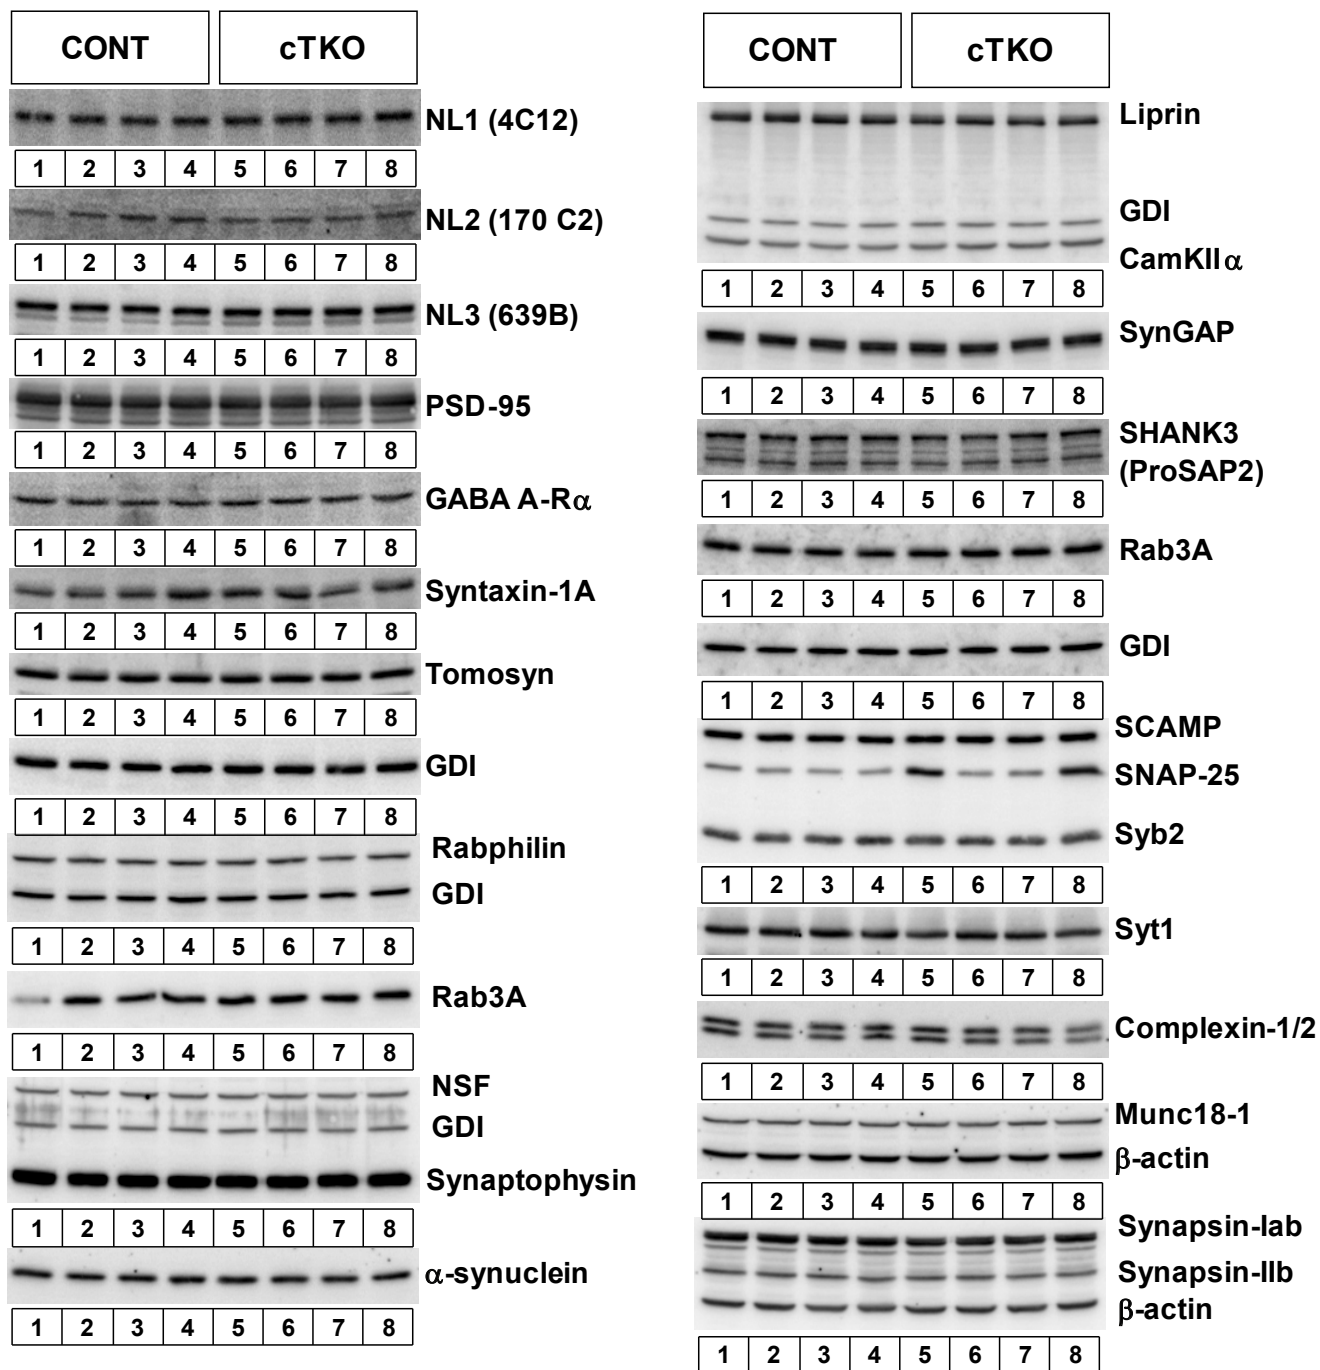 CONT cTKO
NL1 (4C12)
1 2 3 4 5 6 7 8
NL2 (170 C2)
1 2 3 4 5 6 7 8
NL3 (639B)
1 2 3 4 5 6 7 8
PSD-95
1 2 3 4 5 6 7 8
GABA A-Rα
1 2 3 4 5 6 7 8
Syntaxin-1A
1 2 3 4 5 6 7 8
Tomosyn
1 2 3 4 5 6 7 8
GDI
1 2 3 4 5 6 7 8
Rabphilin
GDI
1 2 3 4 5 6 7 8
Rab3A
1 2 3 4 5 6 7 8
NSF
GDI
Synaptophysin
1 2 3 4 5 6 7 8
α-synuclein
1 2 3 4 5 6 7 8
CONT cTKO
Liprin
GDI
CamKII α
1 2 3 4 5 6 7 8
SynGAP
1 2 3 4 5 6 7 8
SHANK3
(ProSAP2)
1 2 3 4 5 6 7 8
Rab3A
1 2 3 4 5 6 7 8
GDI
1 2 3 4 5 6 7 8
SCAMP
SNAP-25
Syb2
1 2 3 4 5 6 7 8
Syt1
1 2 3 4 5 6 7 8
Complexin-1/2
1 2 3 4 5 6 7 8
Munc18-1
β-actin
1 2 3 4 5 6 7 8
Synapsin-Iab
Synapsin-IIb
β-actin
1 2 3 4 5 6 7 8